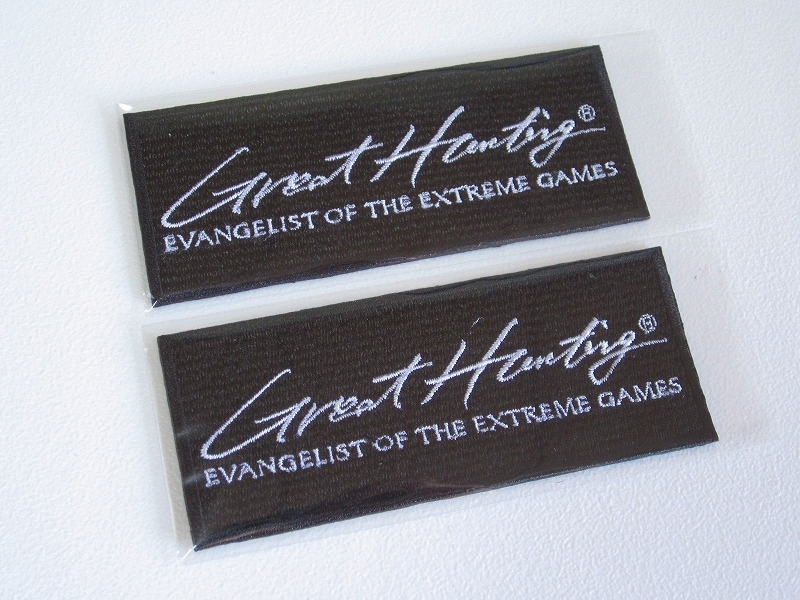 Great Hunting®
EVANGELIST OF THE EXTREME GAMES
Great Hunting®
EVANGELIST OF THE EXTREME GAMES